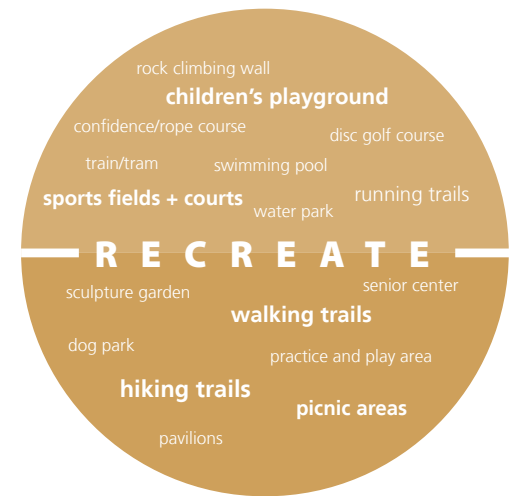 rock climbing wall
children's playground
confidence/rope course
disc golf course
train/tram
swimming pool
sports fields + courts
running trails
water park
RECREATE
sculpture garden
senior center
walking trails
dog park
practice and play area
hiking trails
picnic areas
pavilions